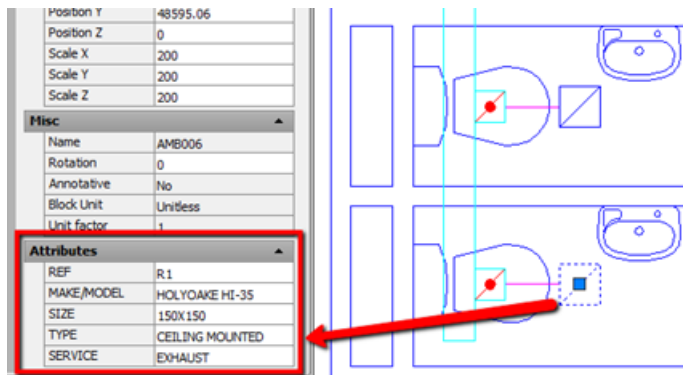 Position Y 48595.06
Position Z 0
Scale X 200
Scale Y 200
Scale Z 200
Misc
Name AMB006
Rotation 0
Annotative No
Block Unit Unitless
Unit factor 1
Attributes
REF R1
MAKE/MODEL HOLYOAKE HI-35
SIZE 150X150
TYPE CEILING MOUNTED
SERVICE EXHAUST